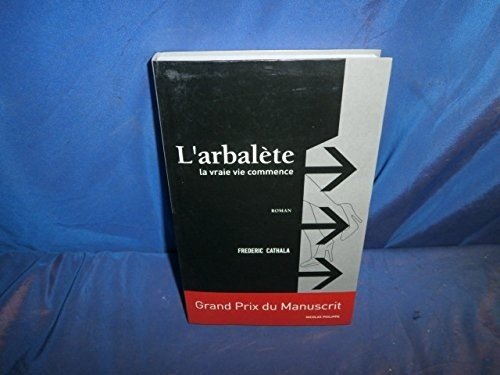 L'arbalète
la vraie vie commence
ROMAN
FREDERIC CATHALA
Grand Prix du Manuscrit
NICOLAS PHILIPPE